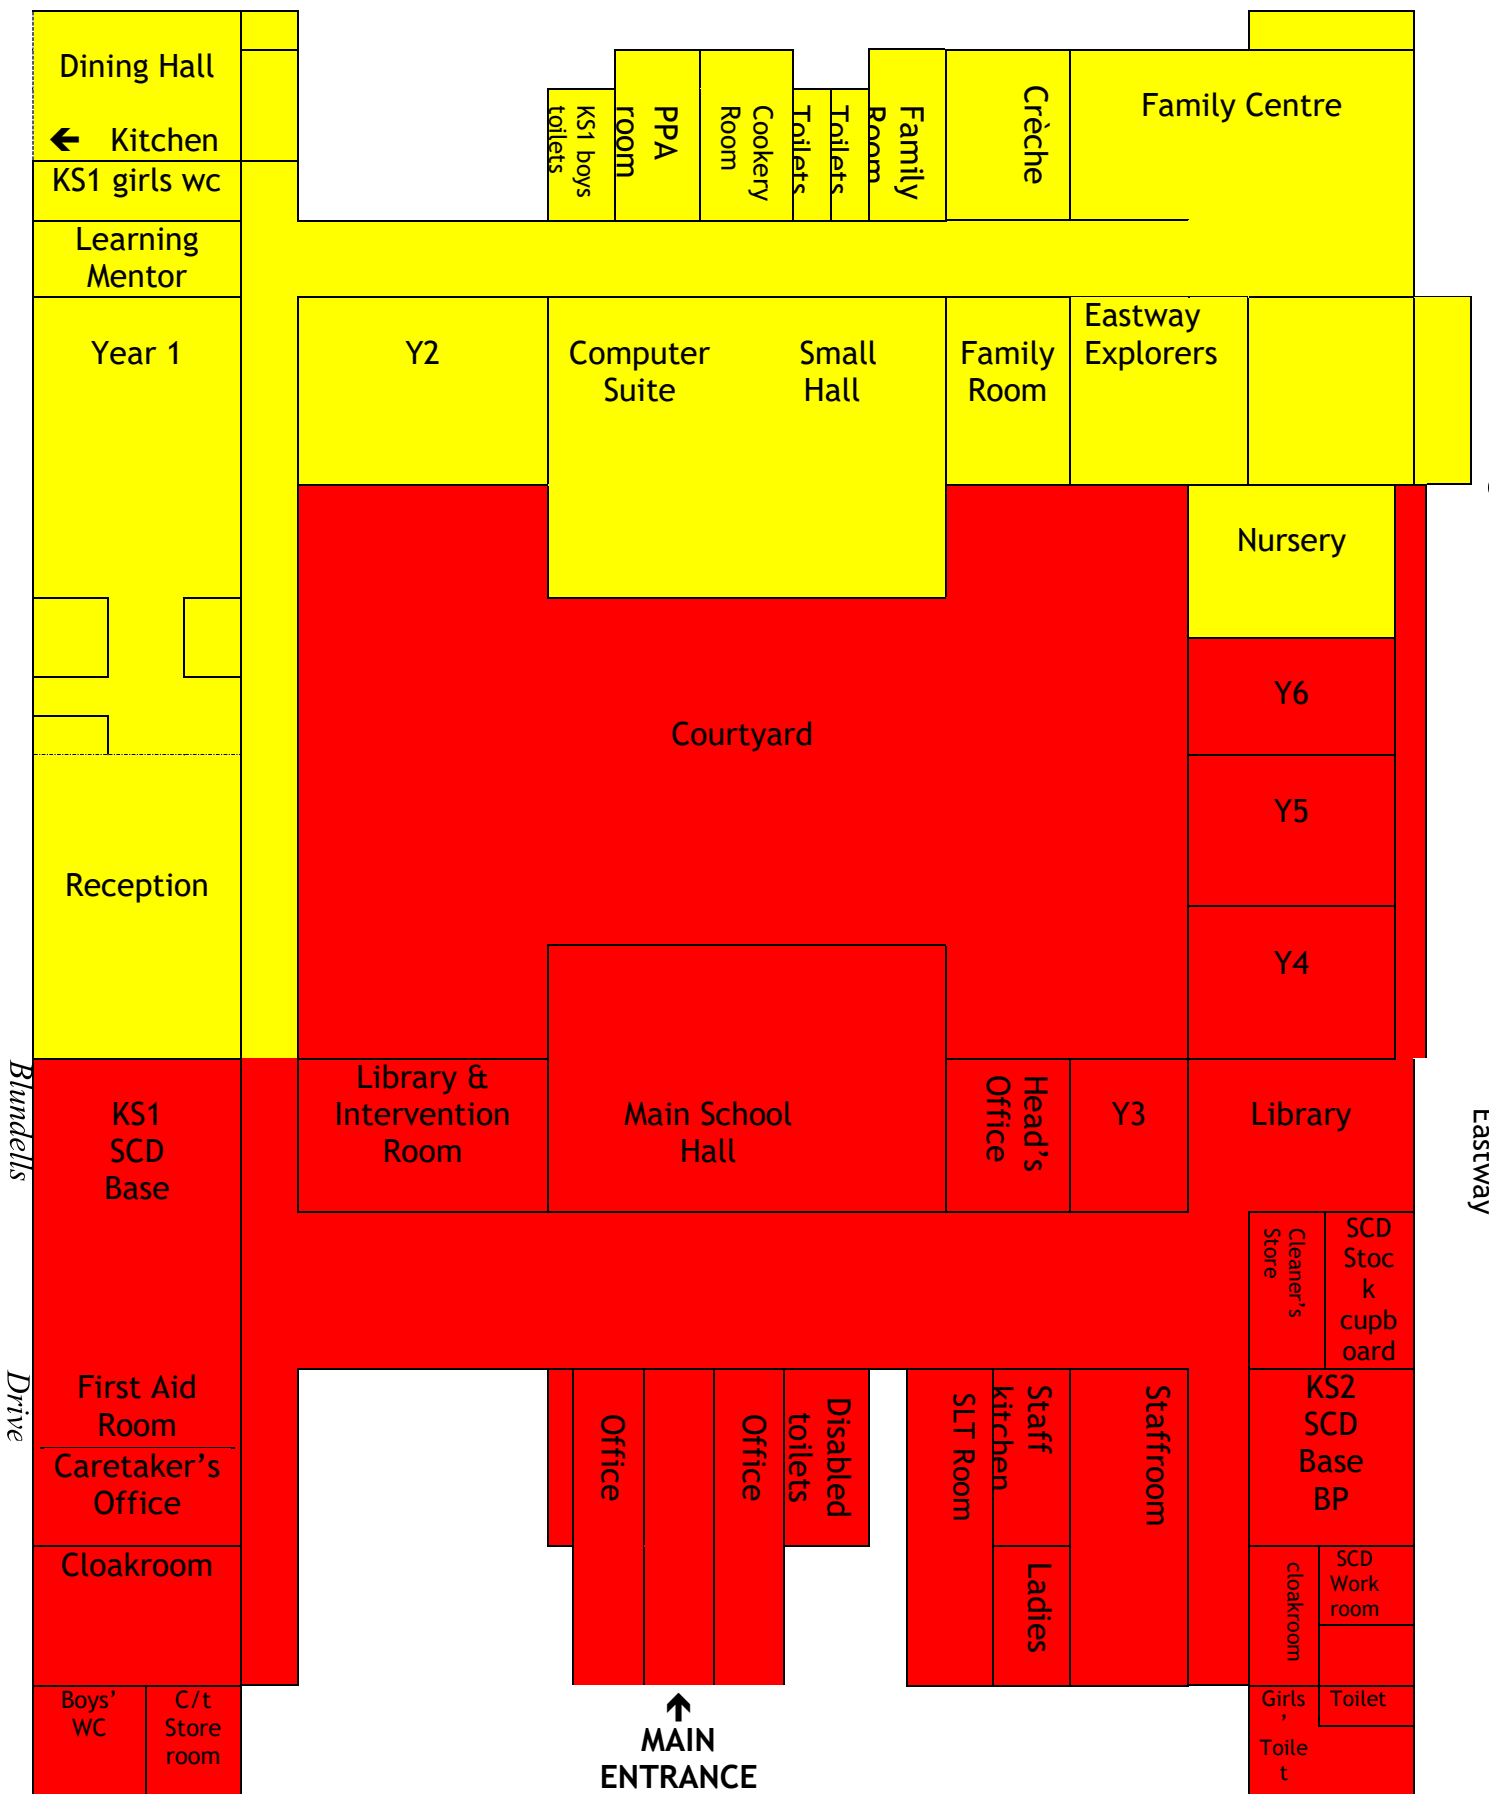 Dining Hall
← Kitchen
KS1 girls wc
Learning
Mentor
KS1 boys
toilets
PPA
room
Cookery
Room
Toilets
Toilets
Family
Room
Crèche
Family Centre
Year 1
Y2
Computer
Suite
Small
Hall
Family
Room
Eastway
Explorers
Nursery
Y6
Courtyard
Y5
Reception
Y4
Blundells
KS1
SCD
Base
Library &
Intervention
Room
Main School
Hall
Head's
Office
Y3
Library
Eastway
Cleaner's
Store
SCD
Stoc
k
cupb
oard
Drive
First Aid
Room
Caretaker's
Office
Office
Office
Disabled
toilets
SLT Room
Staff
kitchen
Staffroom
KS2
SCD
Base
BP
Cloakroom
Ladies
cloakroom
SCD
Work
room
Boys'
WC
C/t
Store
room
↑
MAIN
ENTRANCE
Girls
'
Toile
t
Toilet